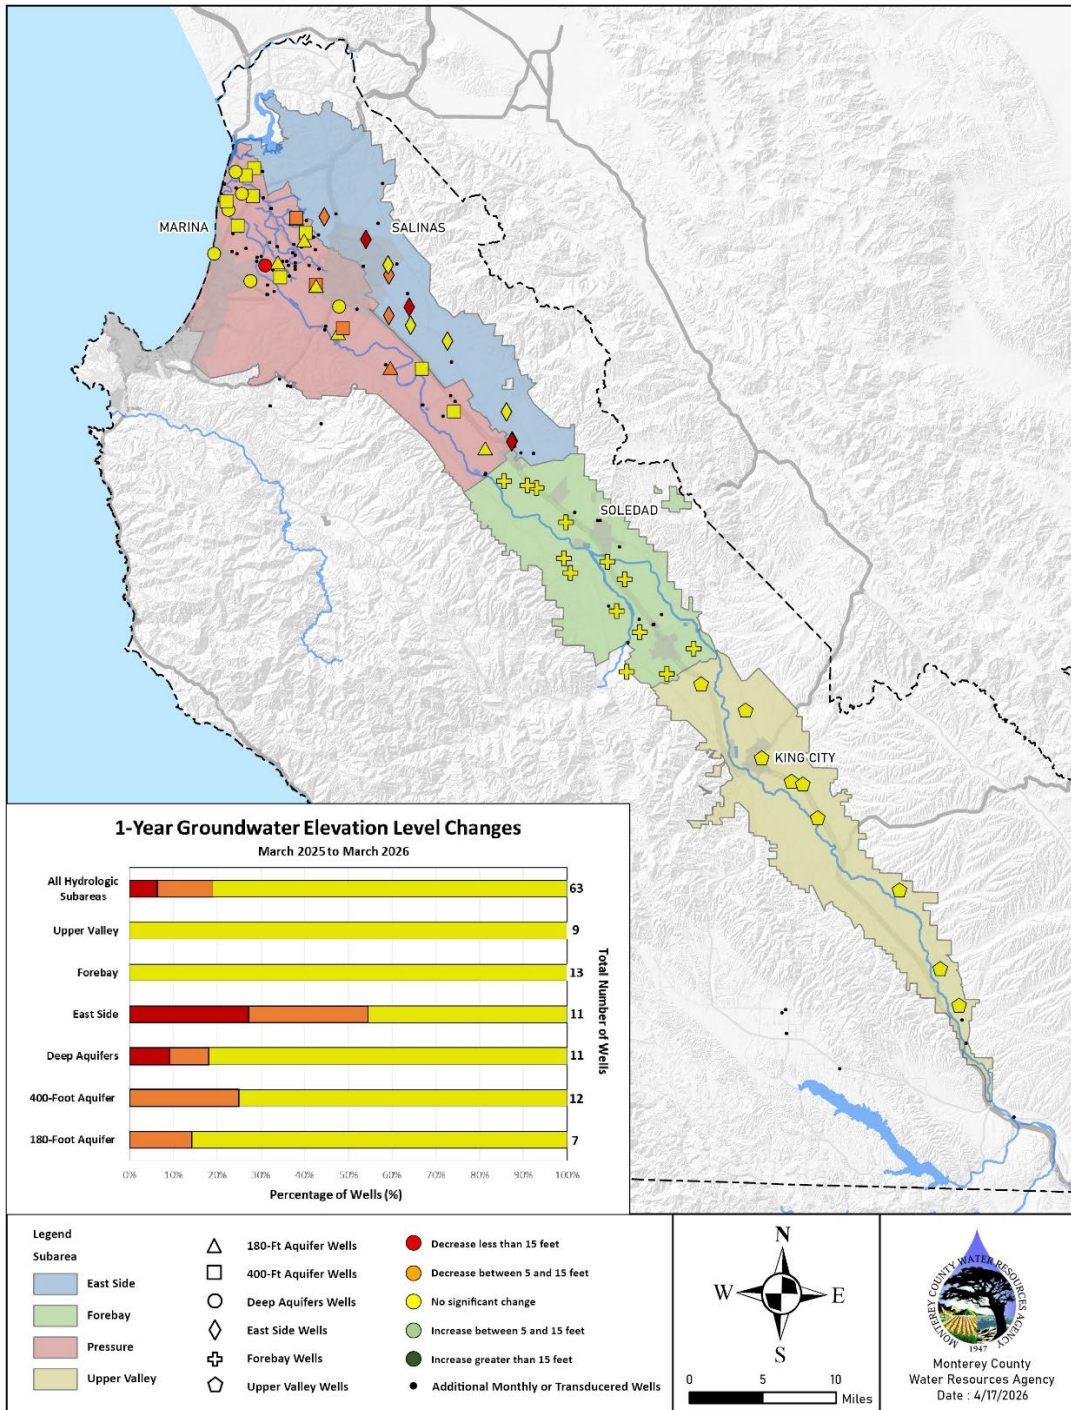 MARINA
SALINAS
SOLEDAD
KING CITY
1-Year Groundwater Elevation Level Changes
March 2025 to March 2026
All Hydrologic
Subareas
63
Upper Valley
9
Forebay
13
East Side
11
Deep Aquifers
11
400-Foot Aquifer
12
180-Foot Aquifer
7
Total Number of Wells
0% 10% 20% 30% 40% 50% 60% 70% 80% 90% 100%
Percentage of Wells (%)
Legend
Subarea
East Side
Forebay
Pressure
Upper Valley
180-Ft Aquifer Wells
400-Ft Aquifer Wells
Deep Aquifers Wells
East Side Wells
Forebay Wells
Upper Valley Wells
Decrease less than 15 feet
Decrease between 5 and 15 feet
No significant change
Increase between 5 and 15 feet
Increase greater than 15 feet
Additional Monthly or Transducered Wells
N
W E
S
0 5 10
Miles
MONTEREY COUNTY WATER RESOURCES AGENCY
1947
Monterey County
Water Resources Agency
Date : 4/17/2026